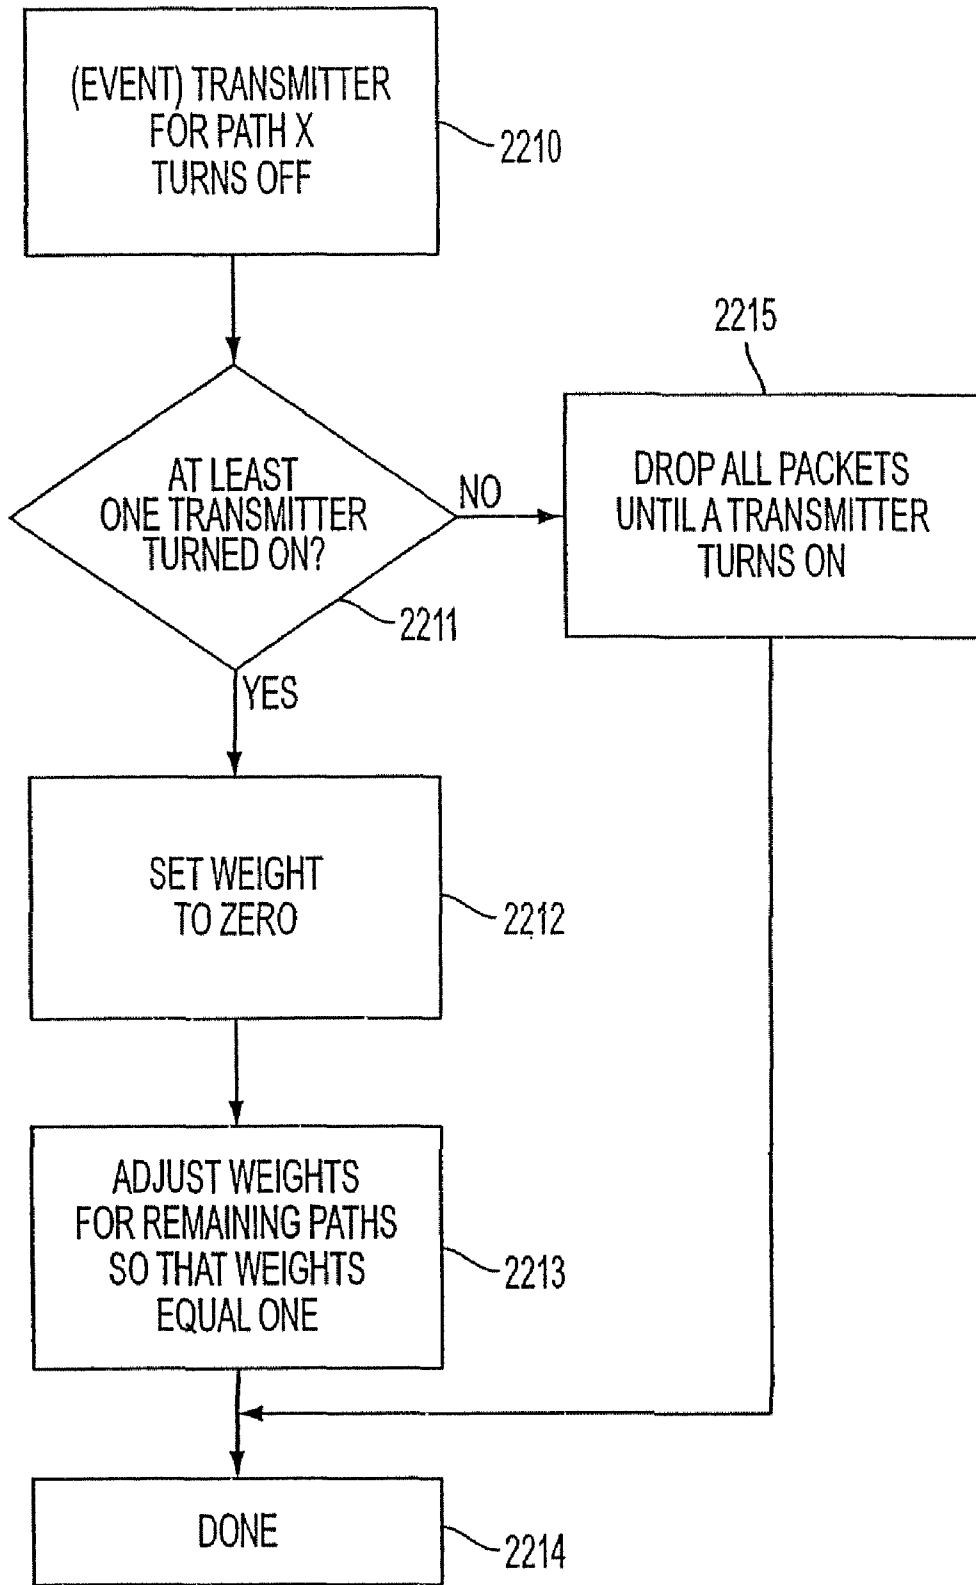 (EVENT) TRANSMITTER
FOR PATH X
TURNS OFF
2210
2215
AT LEAST
ONE TRANSMITTER
TURNED ON?
NO
DROP ALL PACKETS
UNTIL A TRANSMITTER
TURNS ON
2211
YES
SET WEIGHT
TO ZERO
2212
ADJUST WEIGHTS
FOR REMAINING PATHS
SO THAT WEIGHTS
EQUAL ONE
2213
DONE
2214